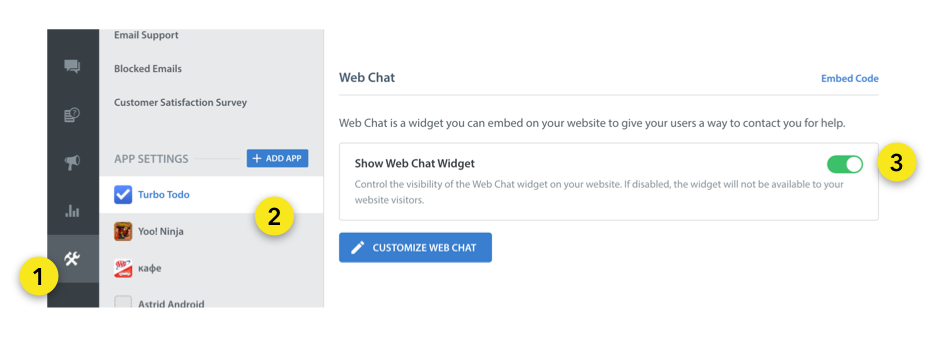 Email Support
Blocked Emails
Customer Satisfaction Survey
APP SETTINGS
+ ADD APP
Turbo Todo
Yoo! Ninja
кафе
Astrid Android
1
2
Web Chat
Embed Code
Web Chat is a widget you can embed on your website to give your users a way to contact you for help.
Show Web Chat Widget
Control the visibility of the Web Chat widget on your website. If disabled, the widget will not be available to your
website visitors.
3
CUSTOMIZE WEB CHAT